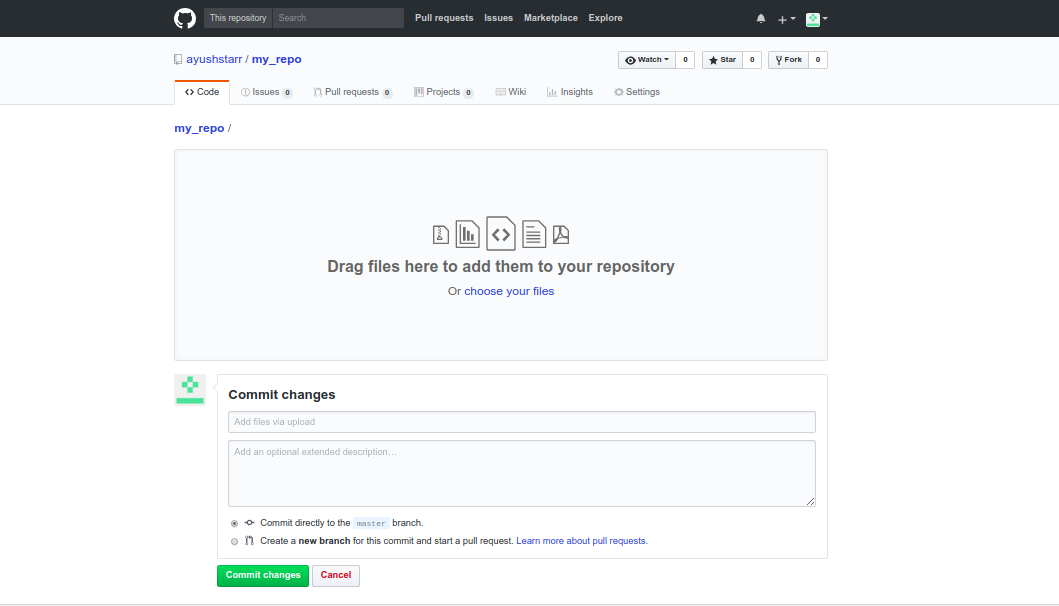 This repository Search Pull requests Issues Marketplace Explore
ayushstarr / my_repo Watch 0 Star 0 Fork 0
Code Issues 0 Pull requests 0 Projects 0 Wiki Insights Settings
my_repo /
Drag files here to add them to your repository
Or choose your files
Commit changes
Add files via upload
Add an optional extended description…
Commit directly to the master branch.
Create a new branch for this commit and start a pull request. Learn more about pull requests.
Commit changes Cancel